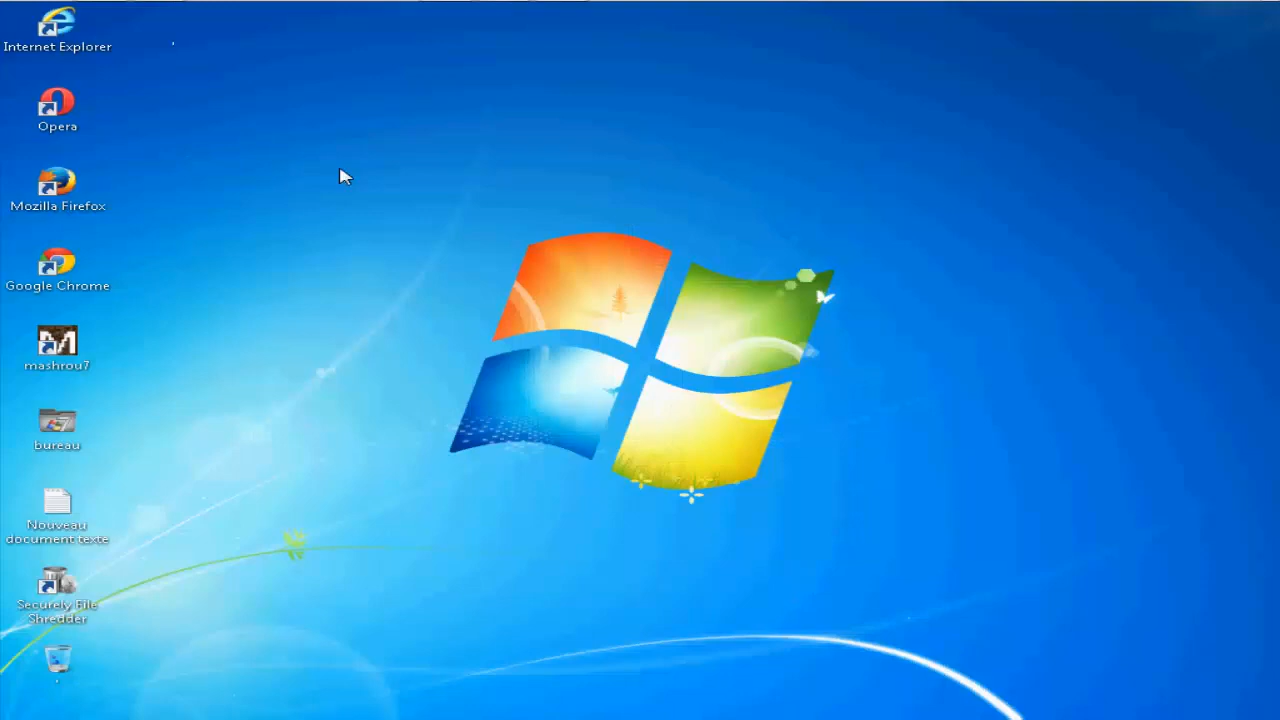 Internet Explorer
Opera
Mozilla Firefox
Google Chrome
mashrou7
bureau
Nouveau
document texte
Securely File
Shredder